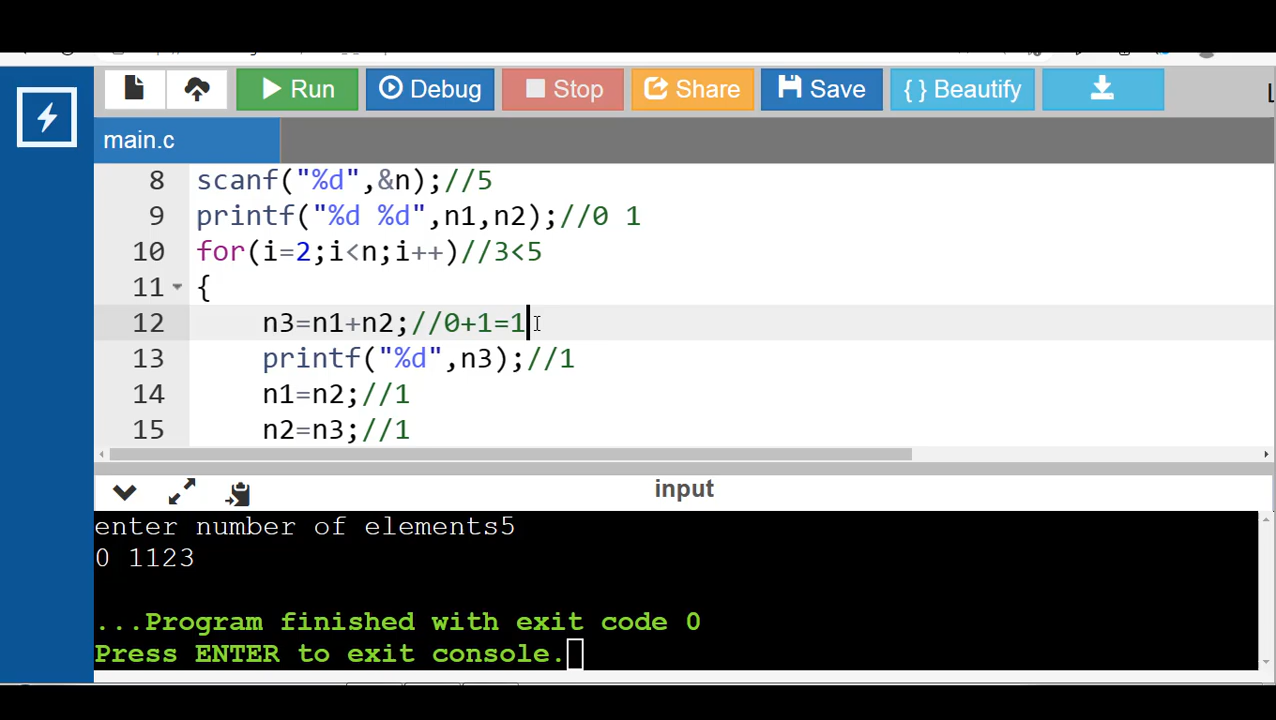 Run Debug Stop Share Save { } Beautify
main.c
8 scanf("%d",&n);//5
9 printf("%d %d",n1,n2);//0 1
10 for(i=2;i<n;i++)//3<5
11 {
12 n3=n1+n2;//0+1=1
13 printf("%d",n3);//1
14 n1=n2;//1
15 n2=n3;//1
input
enter number of elements5
0 1123
...Program finished with exit code 0
Press ENTER to exit console.